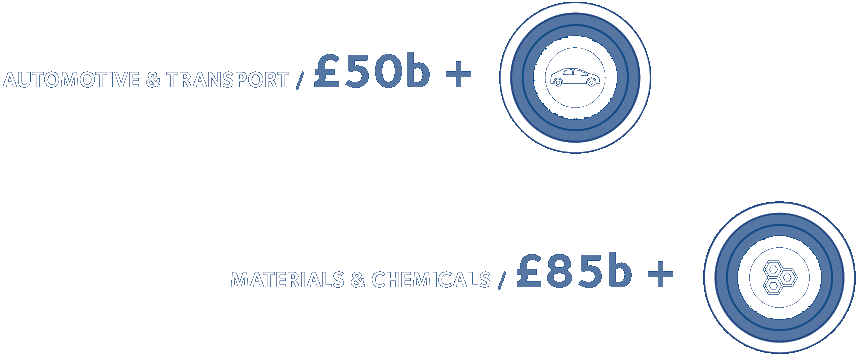 AUTOMOTIVE & TRANSPORT / £50b +
MATERIALS & CHEMICALS / £85b +